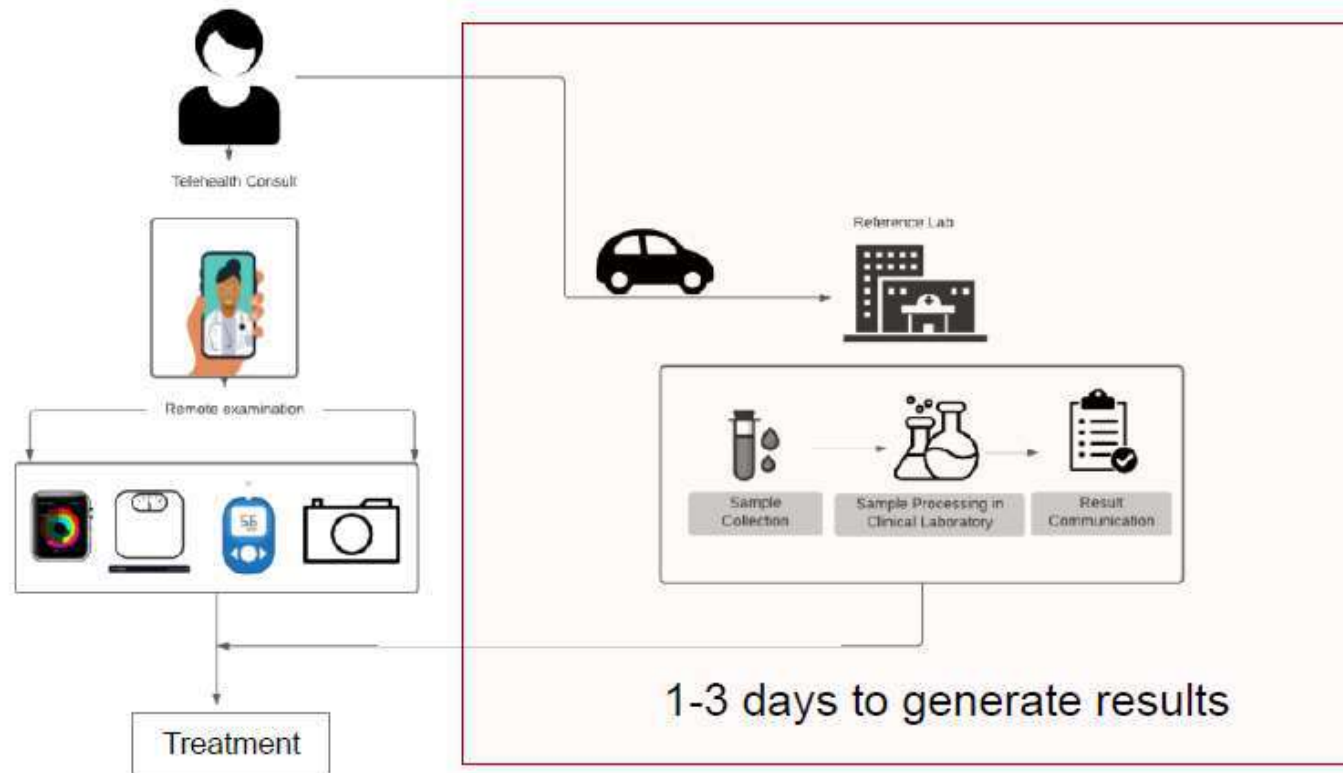 Telehealth Consult
Remote examination
56
Treatment
Reference Lab
Sample
Collection
Sample Processing in
Clinical Laboratory
Result
Communication
1-3 days to generate results